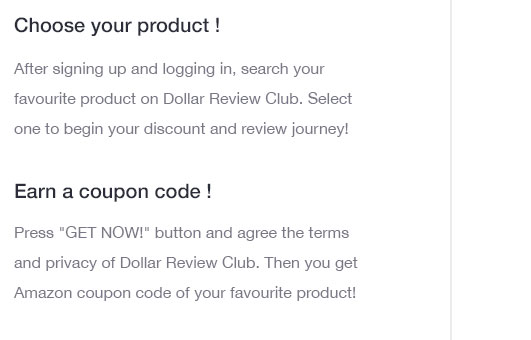 Choose your product !
After signing up and logging in, search your
favourite product on Dollar Review Club. Select
one to begin your discount and review journey!
Earn a coupon code !
Press "GET NOW!" button and agree the terms
and privacy of Dollar Review Club. Then you get
Amazon coupon code of your favourite product!